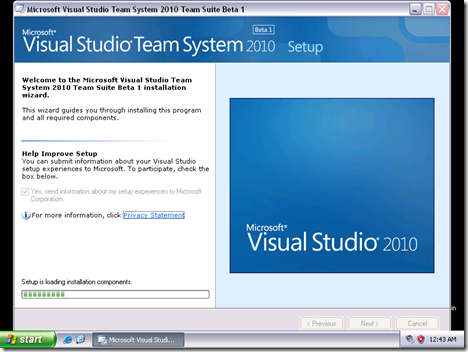 Microsoft Visual Studio Team System 2010 Team Suite Beta 1
Microsoft®
Visual Studio® Team System 2010
Beta 1
Setup
Welcome to the Microsoft Visual Studio Team
System 2010 Team Suite Beta 1 installation
wizard.
This wizard guides you through installing this program
and all required components.
Help Improve Setup
You can submit information about your Visual Studio
setup experiences to Microsoft. To participate, check the
box below.
Yes, send information about my setup experiences to Microsoft
Corporation.
For more information, click Privacy Statement
Microsoft®
Visual Studio® 2010
Setup is loading installation components.
< Previous
Next >
Cancel
in
start
Microsoft Visual Studi...
12:43 AM